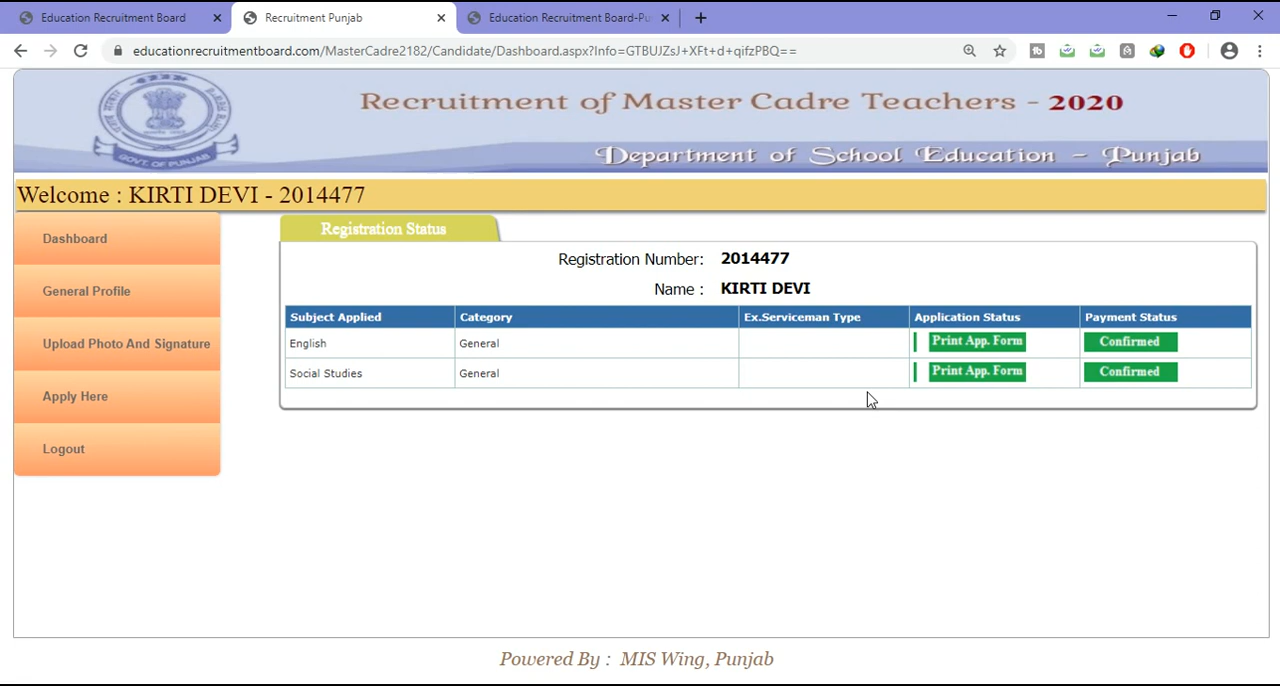 Education Recruitment Board
Recruitment Punjab
Education Recruitment Board-Pu
educationrecruitmentboard.com/MasterCadre2182/Candidate/Dashboard.aspx?Info=GTBUJZsJ+XFt+d+qifzPBQ==
Recruitment of Master Cadre Teachers - 2020
GOVT. OF PUNJAB
Department of School Education - Punjab
Welcome : KIRTI DEVI - 2014477
Dashboard
General Profile
Upload Photo And Signature
Apply Here
Logout
Registration Status
Registration Number: 2014477
Name : KIRTI DEVI
Subject Applied Category Ex.Serviceman Type Application Status Payment Status
English General Print App. Form Confirmed
Social Studies General Print App. Form Confirmed
Powered By : MIS Wing, Punjab